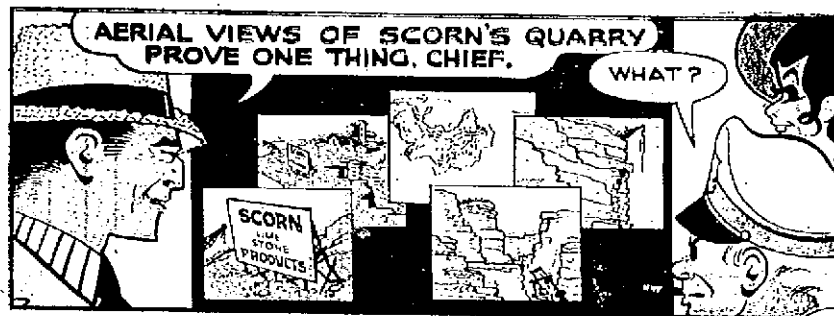 AERIAL VIEWS OF SCORN'S QUARRY
PROVE ONE THING, CHIEF.
WHAT?
SCORN
LIME
STONE
PRODUCTS